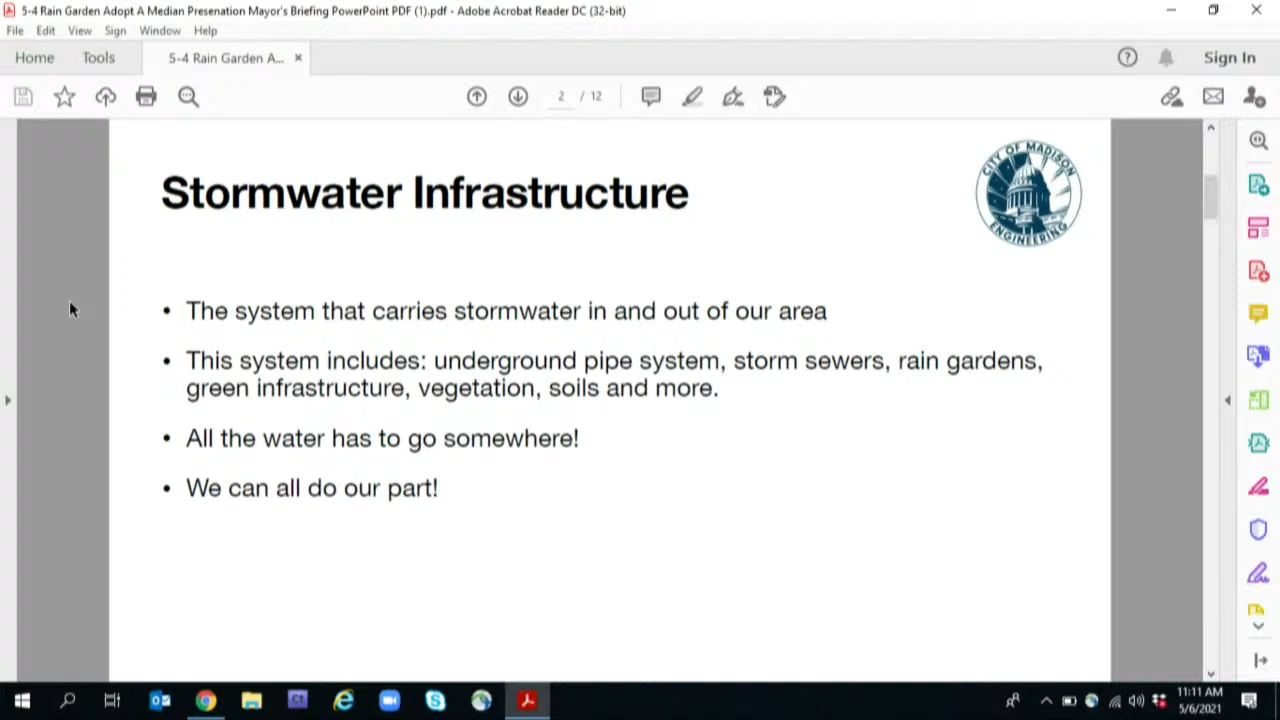 5-4 Rain Garden Adopt A Median Presenation Mayor's Briefing PowerPoint PDF (1).pdf - Adobe Acrobat Reader DC (32-bit)
File Edit View Sign Window Help
Home Tools 5-4 Rain Garden A... Sign In
2 / 12
Stormwater Infrastructure
CITY OF MADISON
ENGINEERING
• The system that carries stormwater in and out of our area
• This system includes: underground pipe system, storm sewers, rain gardens,
green infrastructure, vegetation, soils and more.
• All the water has to go somewhere!
• We can all do our part!
11:11 AM
5/6/2021